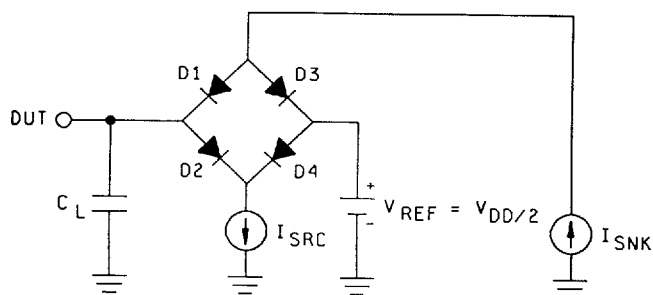 D1
D3
DUT
D2
D4
+
C L
I SRC
-
V REF = V DD/2
I SNK